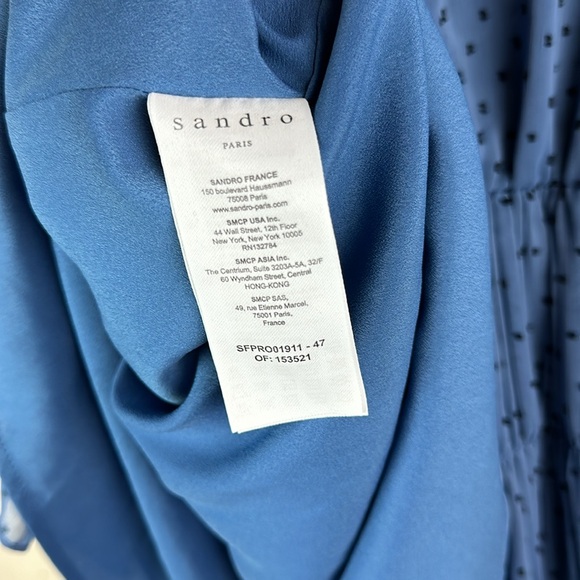 sandro
PARIS
SANDRO FRANCE
150 boulevard Haussmann
75008 Paris
www.sandro-paris.com
SMCP USA Inc.
44 Wall Street, 12th Floor
New York, New York 10005
RN132784
SMCP ASIA Inc.
The Centrium, Suite 3203A-5A, 32/F
60 Wyndham Street, Central
HONG-KONG
SMCP SAS,
49, rue Etienne Marcel,
75001 Paris,
France
SFPRO01911 - 47
OF: 153521